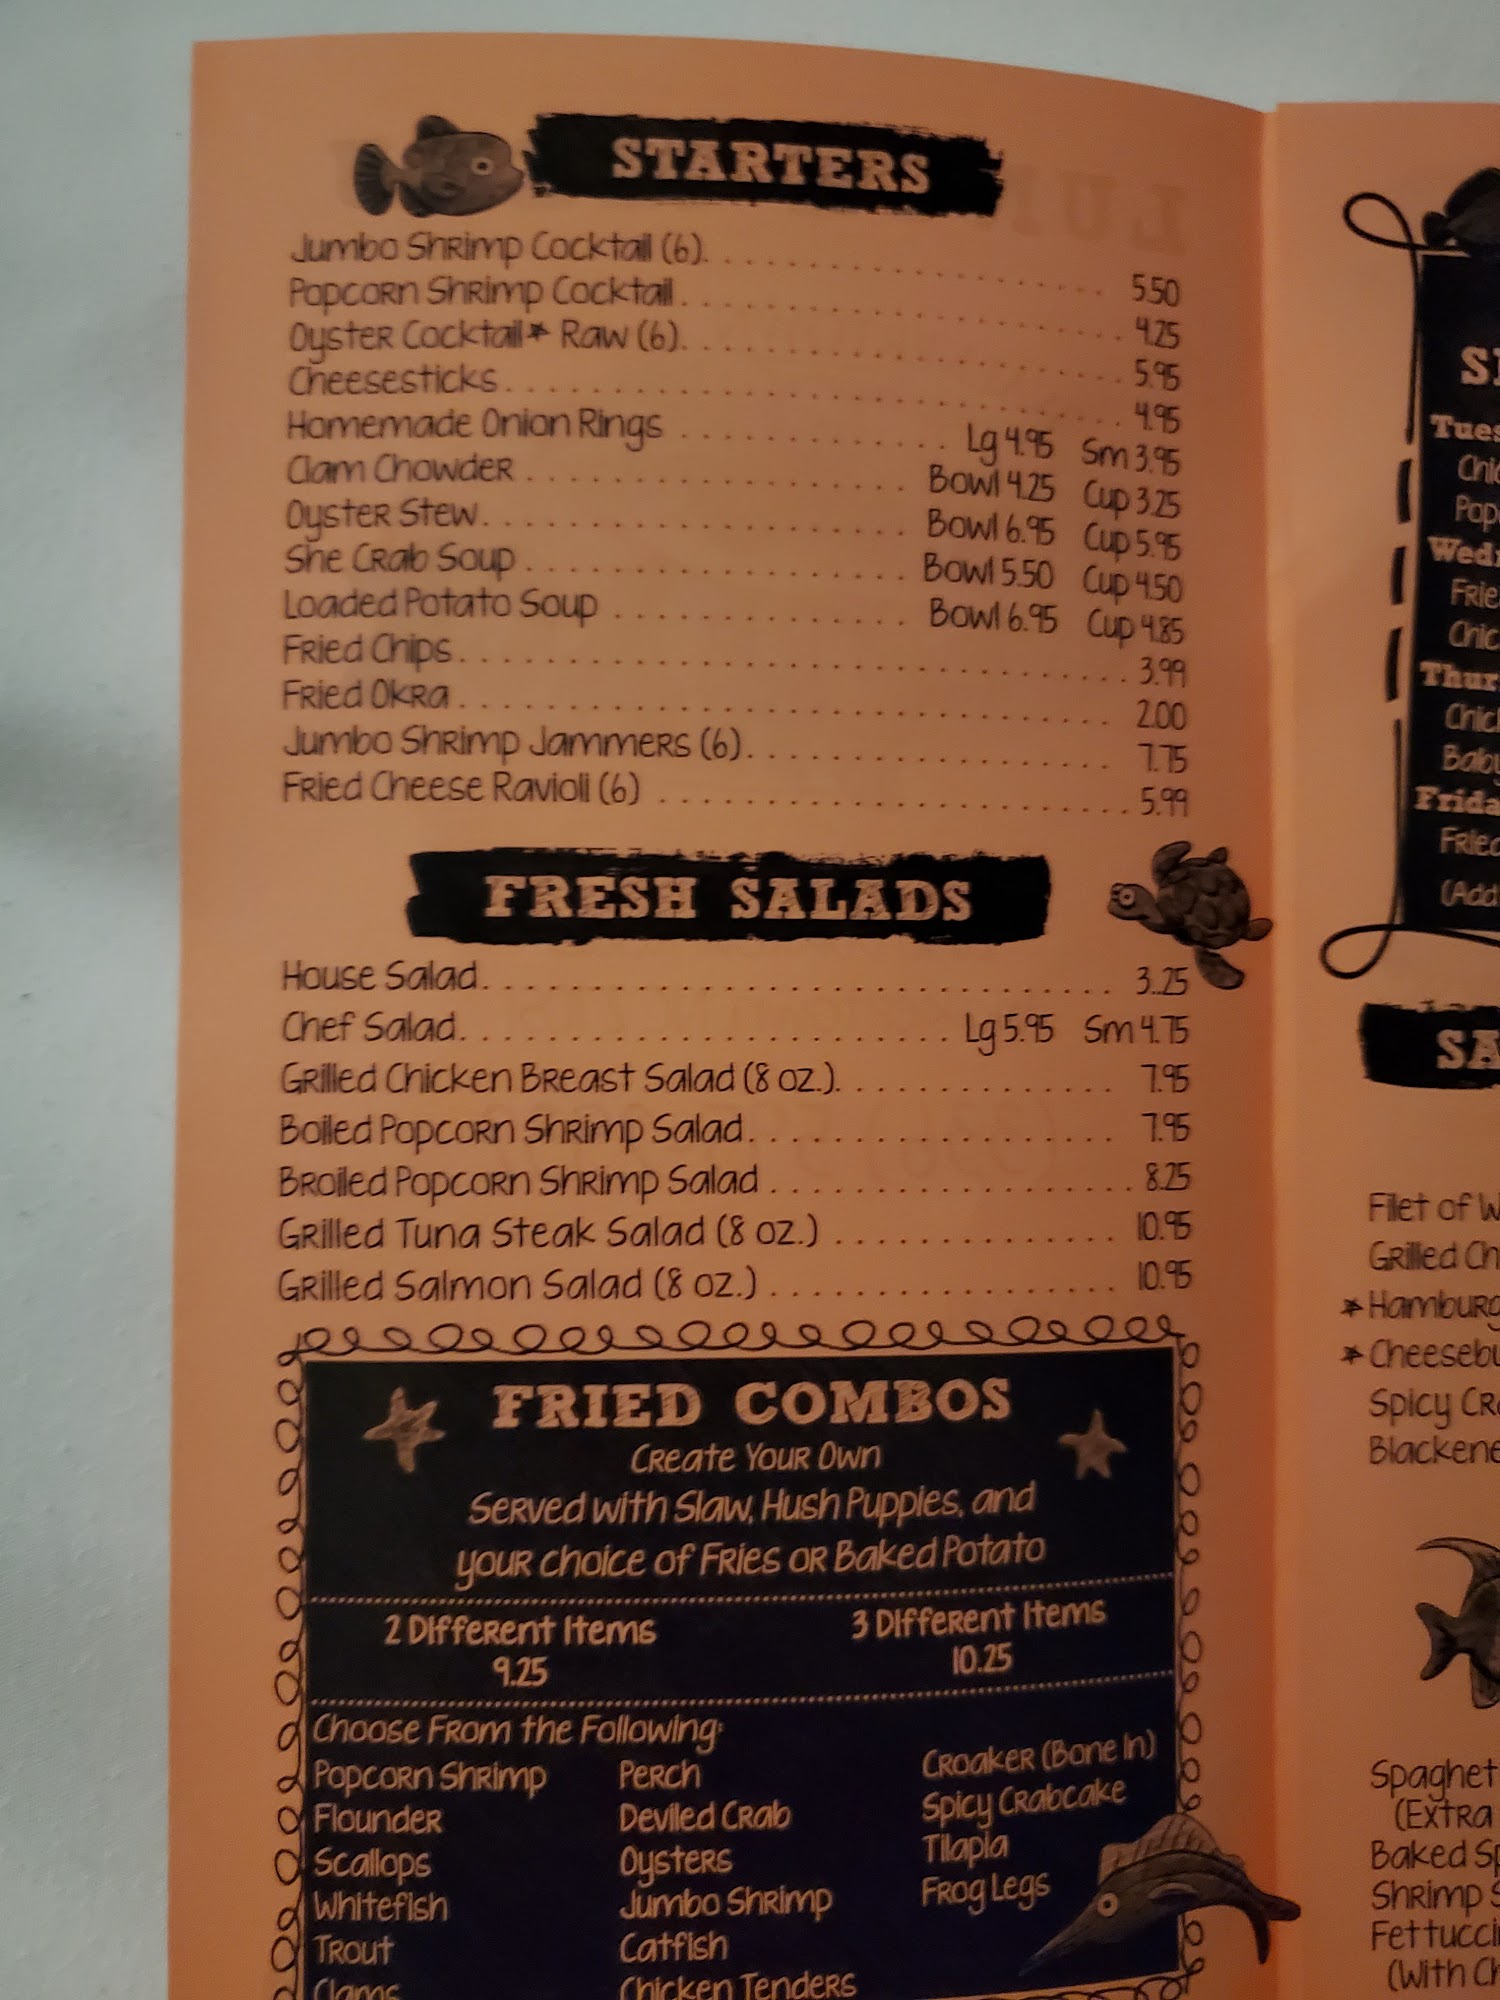 STARTERS
Jumbo Shrimp Cocktail (6) 5.50
Popcorn Shrimp Cocktail 4.25
Oyster Cocktail* Raw (6) 5.95
Cheesesticks 4.95
Homemade Onion Rings Lg 4.95 Sm 3.95
Clam Chowder Bowl 4.25 Cup 3.25
Oyster Stew Bowl 6.95 Cup 5.95
She Crab Soup Bowl 5.50 Cup 4.50
Loaded Potato Soup Bowl 6.95 Cup 4.85
Fried Chips 3.99
Fried Okra 2.00
Jumbo Shrimp Jammers (6) 7.75
Fried Cheese Ravioli (6) 5.99
FRESH SALADS
House Salad 3.25
Chef Salad Lg 5.95 Sm 4.75
Grilled Chicken Breast Salad (8 oz.) 7.95
Boiled Popcorn Shrimp Salad 7.95
Broiled Popcorn Shrimp Salad 8.25
Grilled Tuna Steak Salad (8 oz.) 10.95
Grilled Salmon Salad (8 oz.) 10.95
FRIED COMBOS
Create Your Own
Served with Slaw, Hush Puppies, and
your choice of Fries or Baked Potato
2 Different Items 3 Different Items
9.25 10.25
Choose From the Following:
Popcorn Shrimp Perch Croaker (Bone In)
Flounder Deviled Crab Spicy Crabcake
Scallops Oysters Tilapia
Whitefish Jumbo Shrimp Frog Legs
Trout Catfish
Clams Chicken Tenders
Filet of
Grilled
Spicy
(Extra
Baked
Shrimp
(With